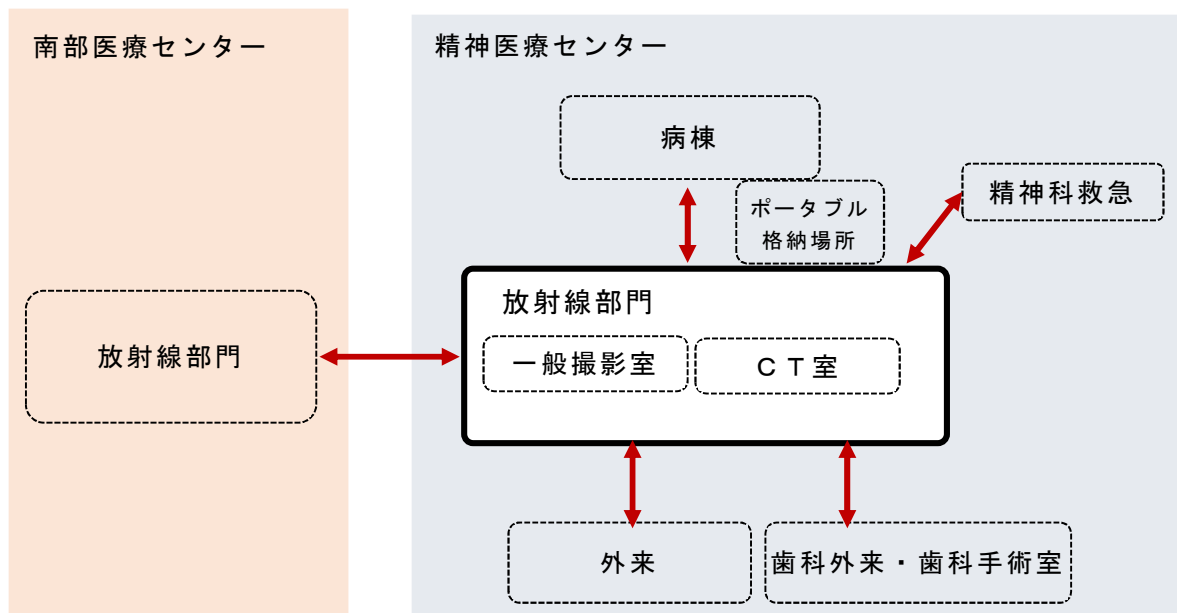 南部医療センター
精神医療センター
病棟
精神科救急
ポータブル
格納場所
放射線部門
放射線部門
一般撮影室
ＣＴ室
外来
歯科外来・歯科手術室